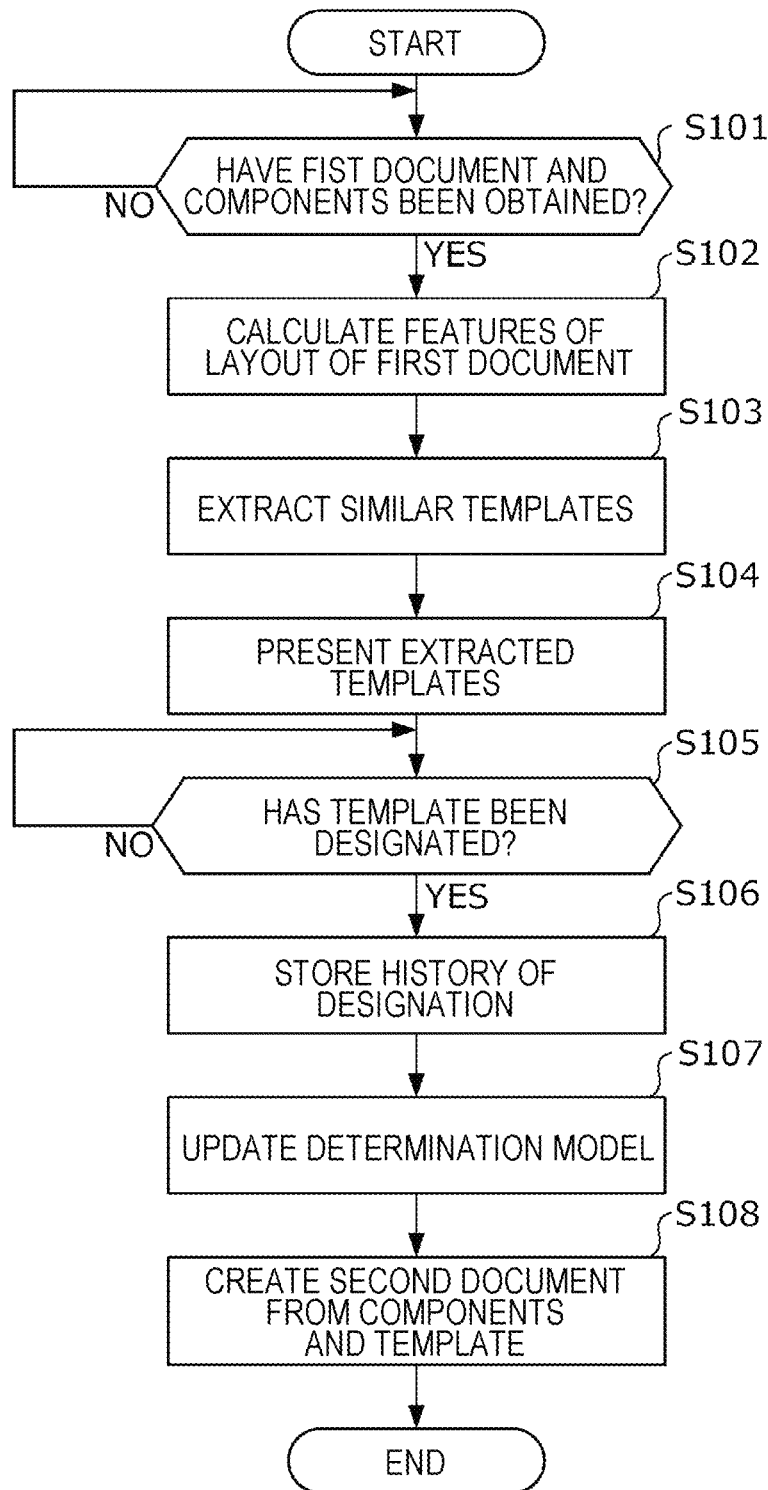 START
S101
HAVE FIST DOCUMENT AND
COMPONENTS BEEN OBTAINED?
NO
YES
S102
CALCULATE FEATURES OF
LAYOUT OF FIRST DOCUMENT
S103
EXTRACT SIMILAR TEMPLATES
S104
PRESENT EXTRACTED
TEMPLATES
S105
HAS TEMPLATE BEEN
DESIGNATED?
NO
YES
S106
STORE HISTORY OF
DESIGNATION
S107
UPDATE DETERMINATION MODEL
S108
CREATE SECOND DOCUMENT
FROM COMPONENTS
AND TEMPLATE
END